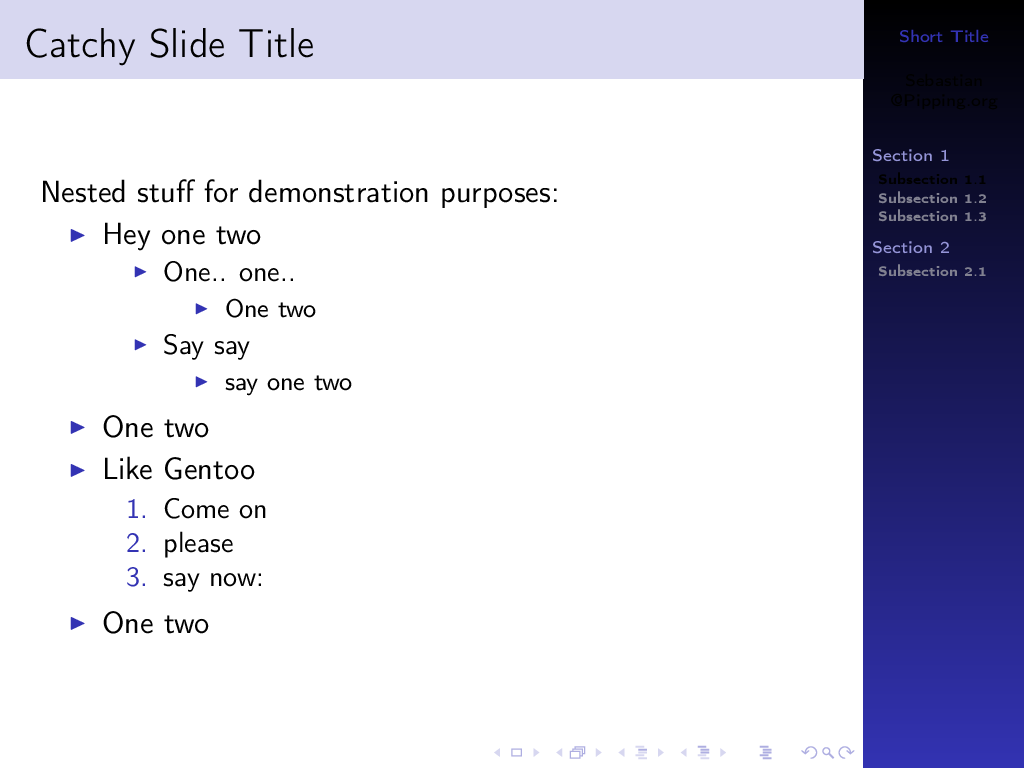 Catchy Slide Title
Nested stuff for demonstration purposes:
Hey one two
One.. one..
One two
Say say
say one two
One two
Like Gentoo
1. Come on
2. please
3. say now:
One two
Short Title
Sebastian
@Pipping.org
Section 1
Subsection 1.1
Subsection 1.2
Subsection 1.3
Section 2
Subsection 2.1